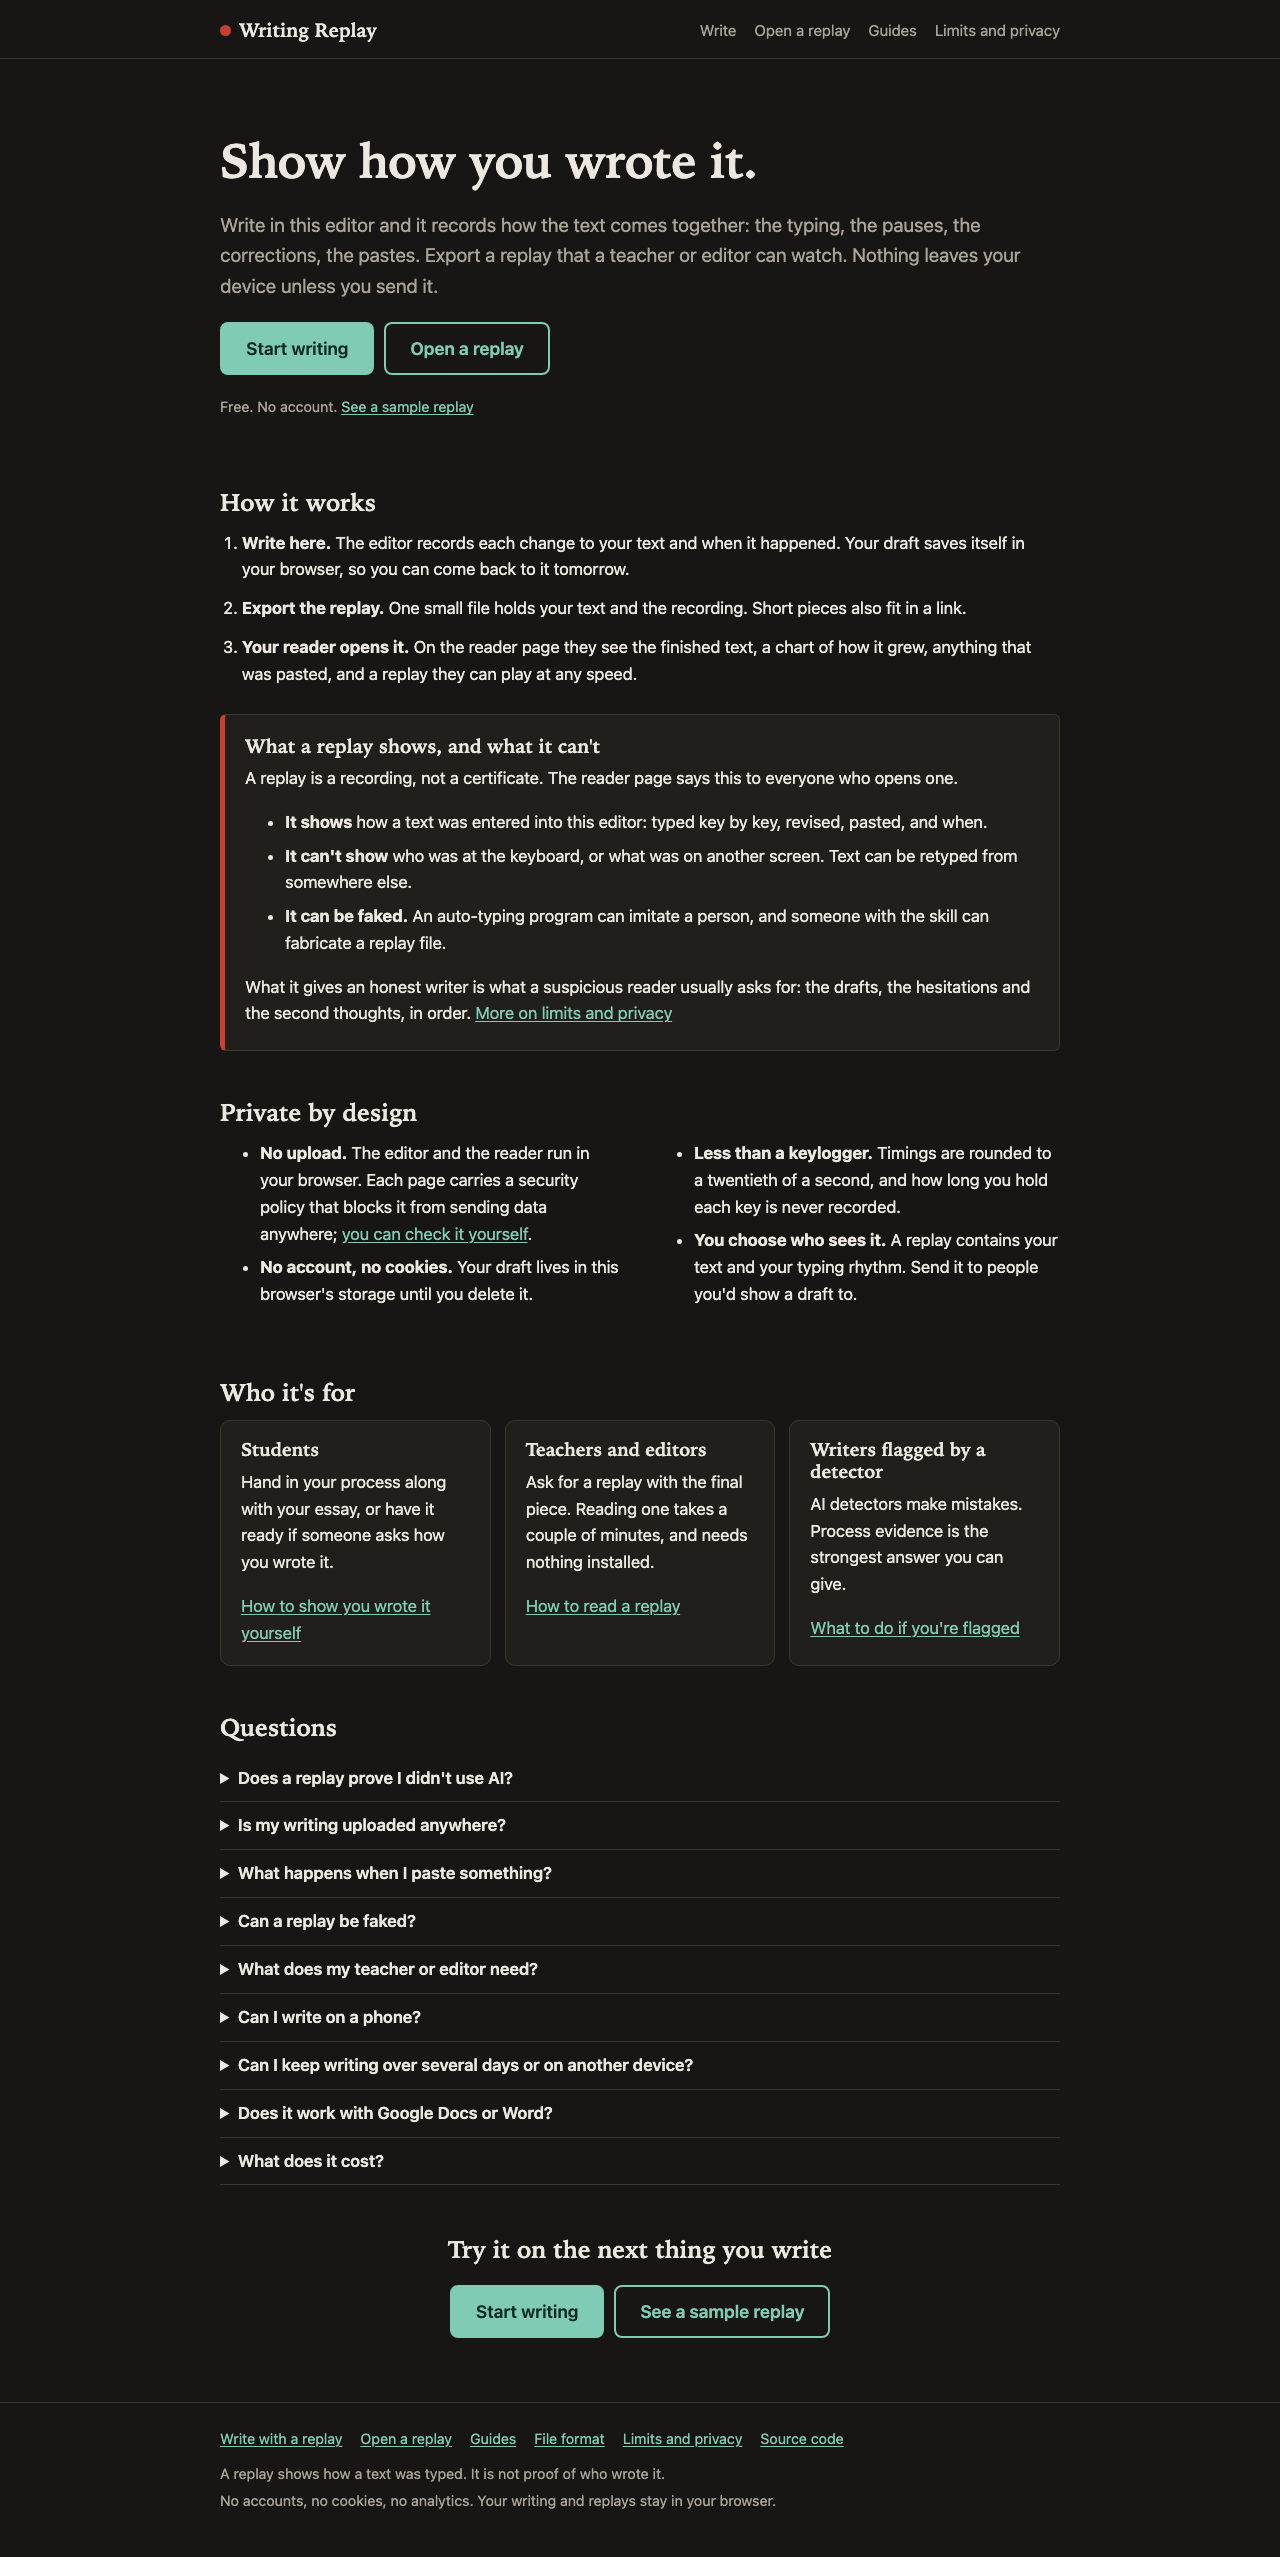 Writing Replay
Write Open a replay Guides Limits and privacy
Show how you wrote it.
Write in this editor and it records how the text comes together: the typing, the pauses, the
corrections, the pastes. Export a replay that a teacher or editor can watch. Nothing leaves your
device unless you send it.
Start writing Open a replay
Free. No account. See a sample replay
How it works
1. Write here. The editor records each change to your text and when it happened. Your draft saves itself in
your browser, so you can come back to it tomorrow.
2. Export the replay. One small file holds your text and the recording. Short pieces also fit in a link.
3. Your reader opens it. On the reader page they see the finished text, a chart of how it grew, anything that
was pasted, and a replay they can play at any speed.
What a replay shows, and what it can't
A replay is a recording, not a certificate. The reader page says this to everyone who opens one.
• It shows how a text was entered into this editor: typed key by key, revised, pasted, and when.
• It can't show who was at the keyboard, or what was on another screen. Text can be retyped from
somewhere else.
• It can be faked. An auto-typing program can imitate a person, and someone with the skill can
fabricate a replay file.
What it gives an honest writer is what a suspicious reader usually asks for: the drafts, the hesitations and
the second thoughts, in order. More on limits and privacy
Private by design
• No upload. The editor and the reader run in
your browser. Each page carries a security
policy that blocks it from sending data
anywhere; you can check it yourself.
• No account, no cookies. Your draft lives in this
browser's storage until you delete it.
• Less than a keylogger. Timings are rounded to
a twentieth of a second, and how long you hold
each key is never recorded.
• You choose who sees it. A replay contains your
text and your typing rhythm. Send it to people
you'd show a draft to.
Who it's for
Students
Hand in your process along
with your essay, or have it
ready if someone asks how
you wrote it.
How to show you wrote it
yourself
Teachers and editors
Ask for a replay with the final
piece. Reading one takes a
couple of minutes, and needs
nothing installed.
How to read a replay
Writers flagged by a
detector
AI detectors make mistakes.
Process evidence is the
strongest answer you can
give.
What to do if you're flagged
Questions
Does a replay prove I didn't use AI?
Is my writing uploaded anywhere?
What happens when I paste something?
Can a replay be faked?
What does my teacher or editor need?
Can I write on a phone?
Can I keep writing over several days or on another device?
Does it work with Google Docs or Word?
What does it cost?
Try it on the next thing you write
Start writing See a sample replay
Write with a replay Open a replay Guides File format Limits and privacy Source code
A replay shows how a text was typed. It is not proof of who wrote it.
No accounts, no cookies, no analytics. Your writing and replays stay in your browser.